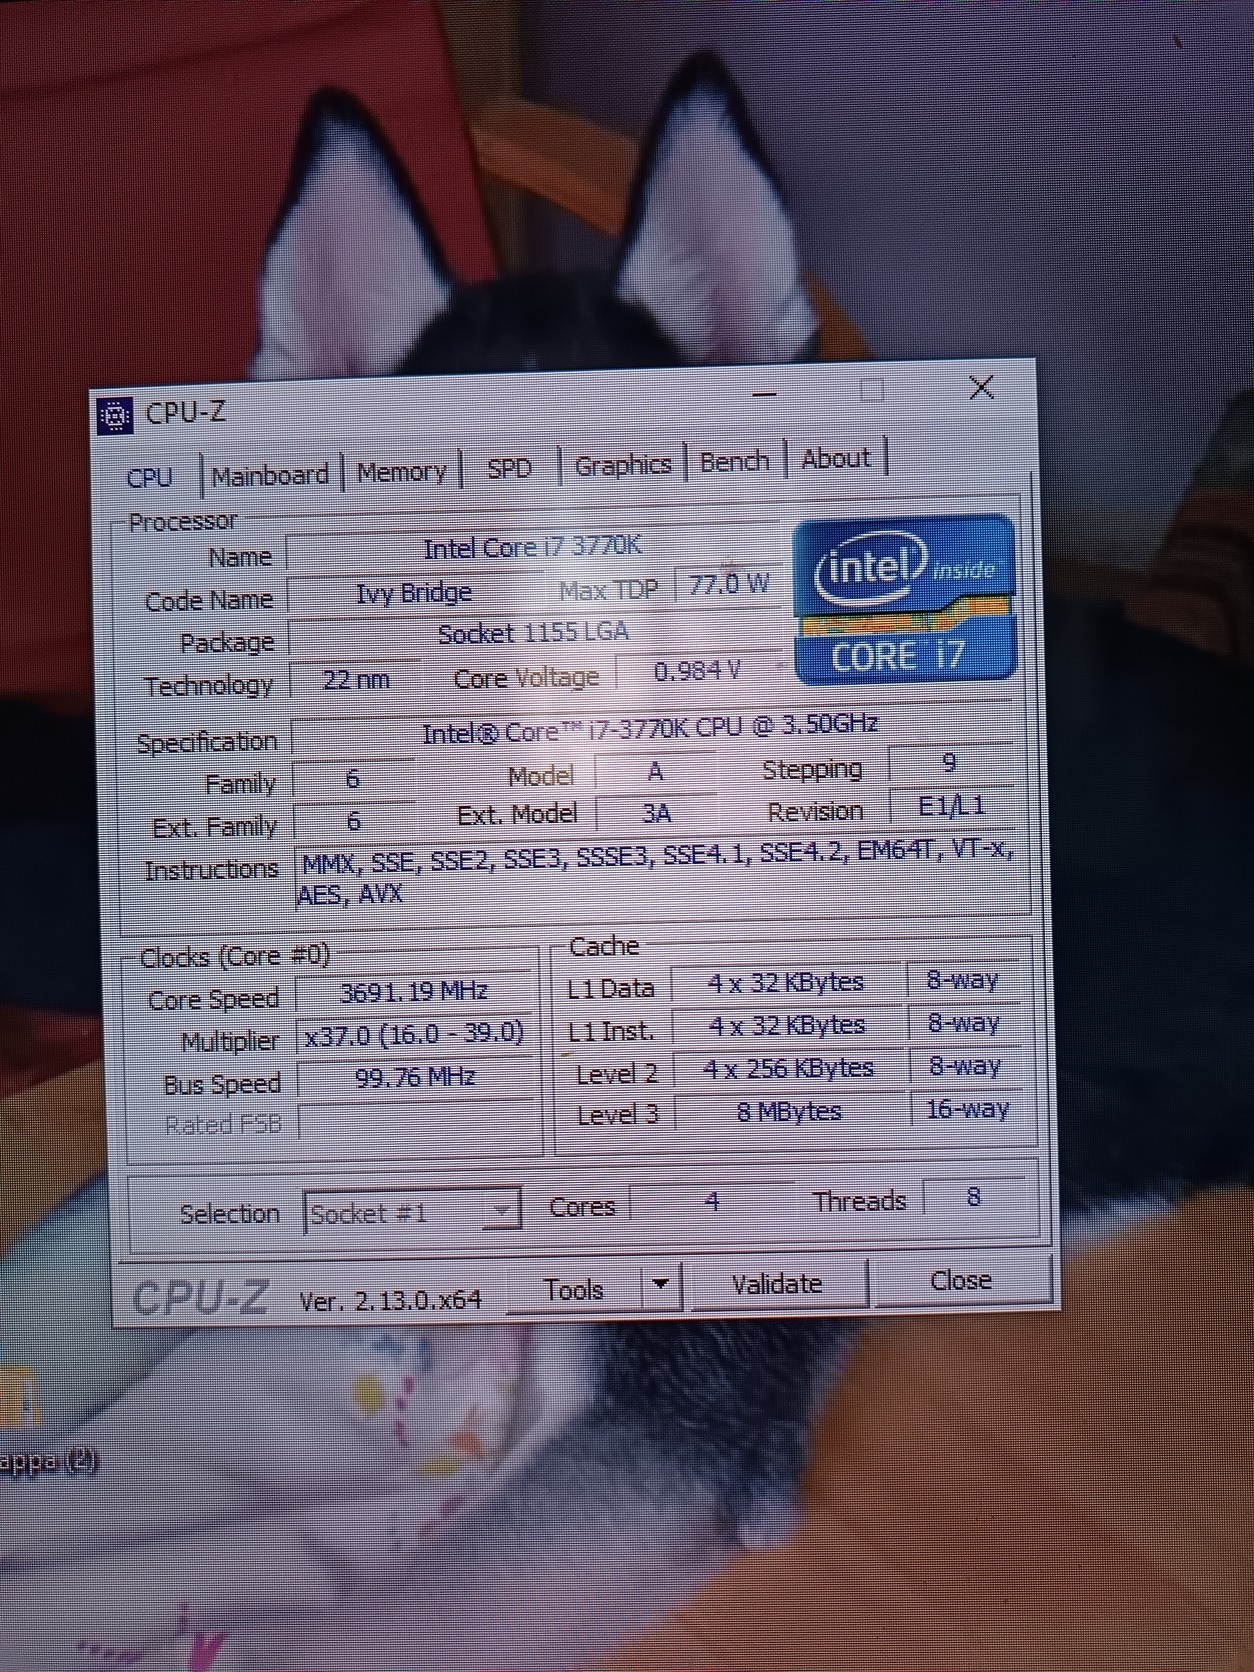 CPU-Z
CPU Mainboard Memory SPD Graphics Bench About
Processor
Name Intel Core i7 3770K
Code Name Ivy Bridge Max TDP 77.0 W
Package Socket 1155 LGA
Technology 22 nm Core Voltage 0.984 V
intel inside
CORE i7
Specification Intel® Core™ i7-3770K CPU @ 3.50GHz
Family 6 Model A Stepping 9
Ext. Family 6 Ext. Model 3A Revision E1/L1
Instructions MMX, SSE, SSE2, SSE3, SSSE3, SSE4.1, SSE4.2, EM64T, VT-x,
AES, AVX
Clocks (Core #0)
Core Speed 3691.19 MHz
Multiplier x37.0 (16.0 - 39.0)
Bus Speed 99.76 MHz
Rated FSB
Cache
L1 Data 4 x 32 KBytes 8-way
L1 Inst. 4 x 32 KBytes 8-way
Level 2 4 x 256 KBytes 8-way
Level 3 8 MBytes 16-way
Selection Socket #1 Cores 4 Threads 8
CPU-Z Ver. 2.13.0.x64 Tools Validate Close
appa (2)